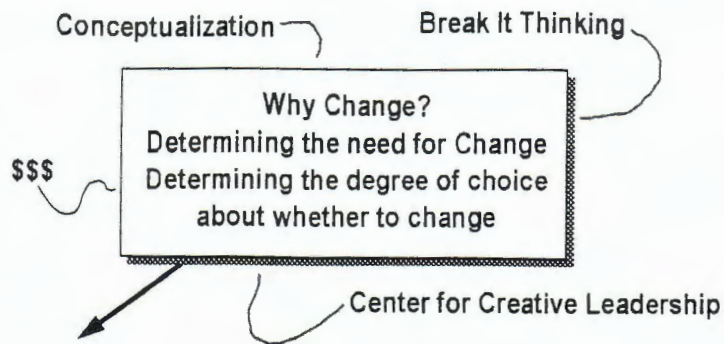 Conceptualization
Break It Thinking
Why Change?
Determining the need for Change
$$$
Determining the degree of choice
about whether to change
Center for Creative Leadership